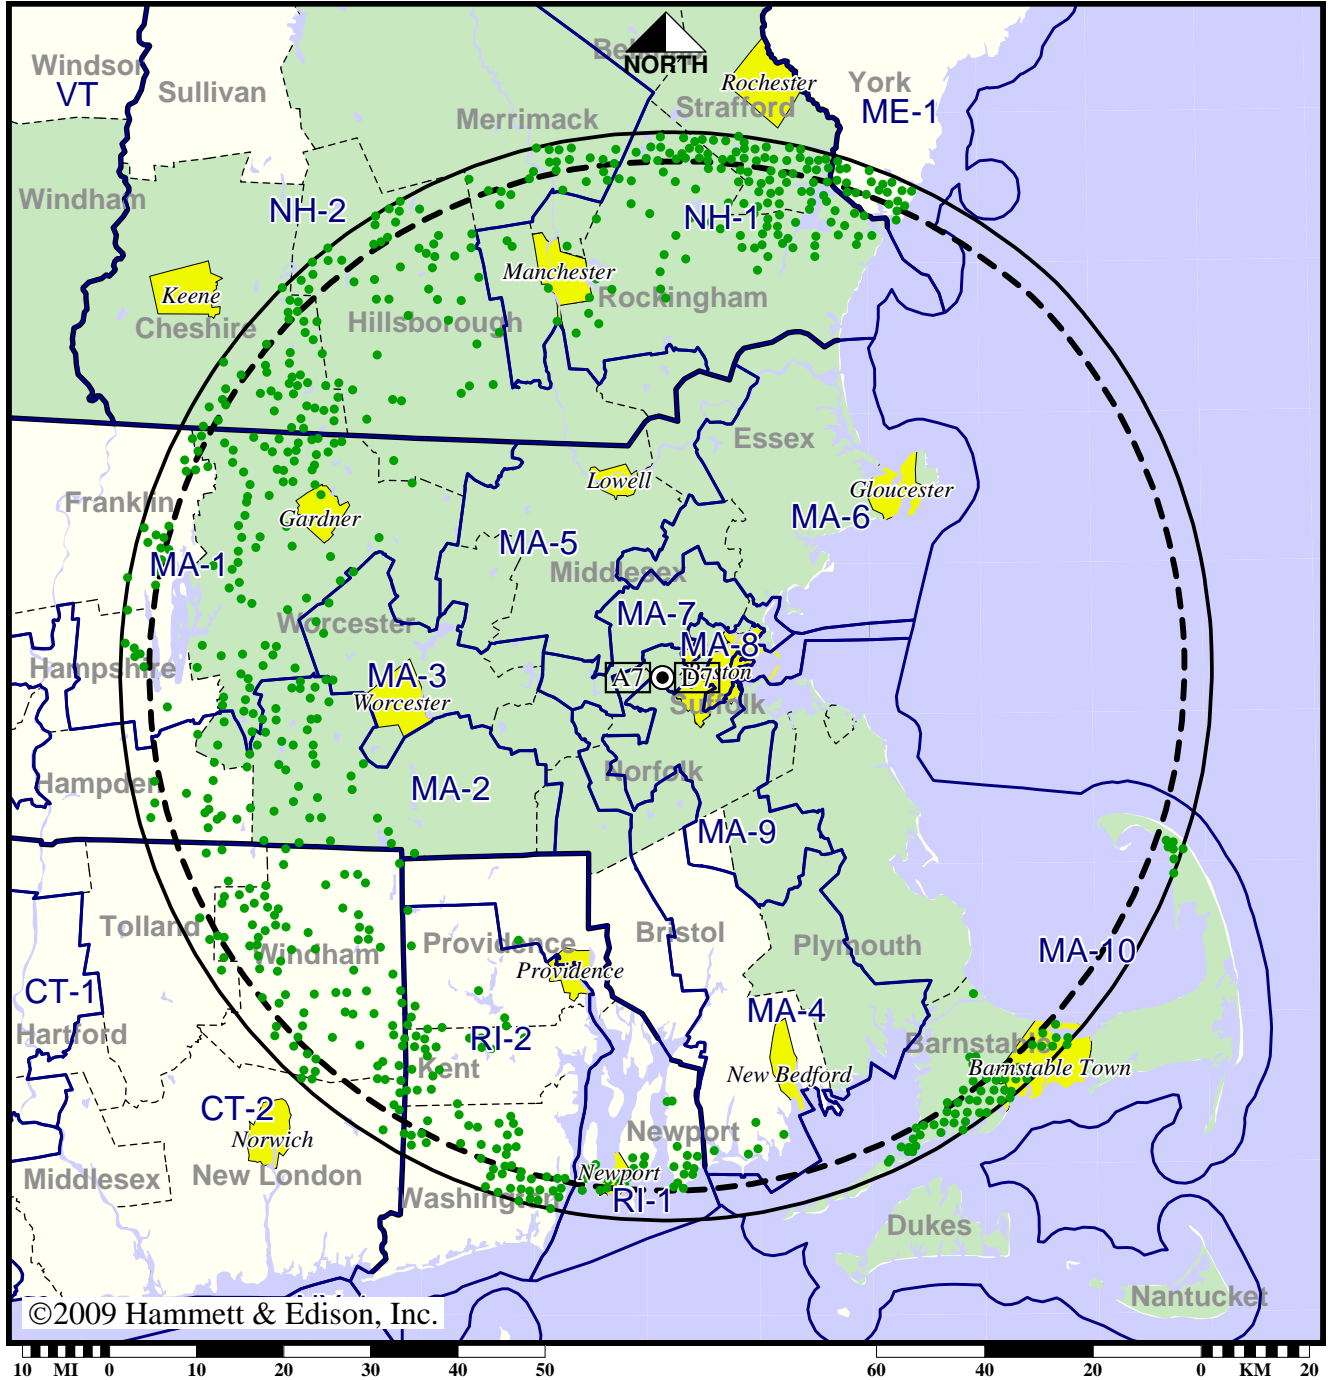 Windsor
VT
Sullivan
Belknap
NORTH
Rochester
Strafford
York
ME-1
Merrimack
Windham
NH-2
NH-1
Keene
Cheshire
Manchester
Hillsborough
Rockingham
Essex
Franklin
Lowell
Gloucester
Gardner
MA-6
MA-5
MA-1
Middlesex
MA-7
Worcester
MA-8
Hampshire
MA-3
A7
D7
Boston
Worcester
Suffolk
Hampden
Norfolk
MA-2
MA-9
Tolland
Windham
Providence
Bristol
Plymouth
MA-10
Providence
CT-1
MA-4
Hartford
RI-2
Barnstable
Kent
New Bedford
Barnstable Town
CT-2
Norwich
Newport
Middlesex
New London
Newport
Washington
RI-1
Dukes
Nantucket
©2009 Hammett & Edison, Inc.
10 MI 0 10 20 30 40 50 60 40 20 0 KM 20